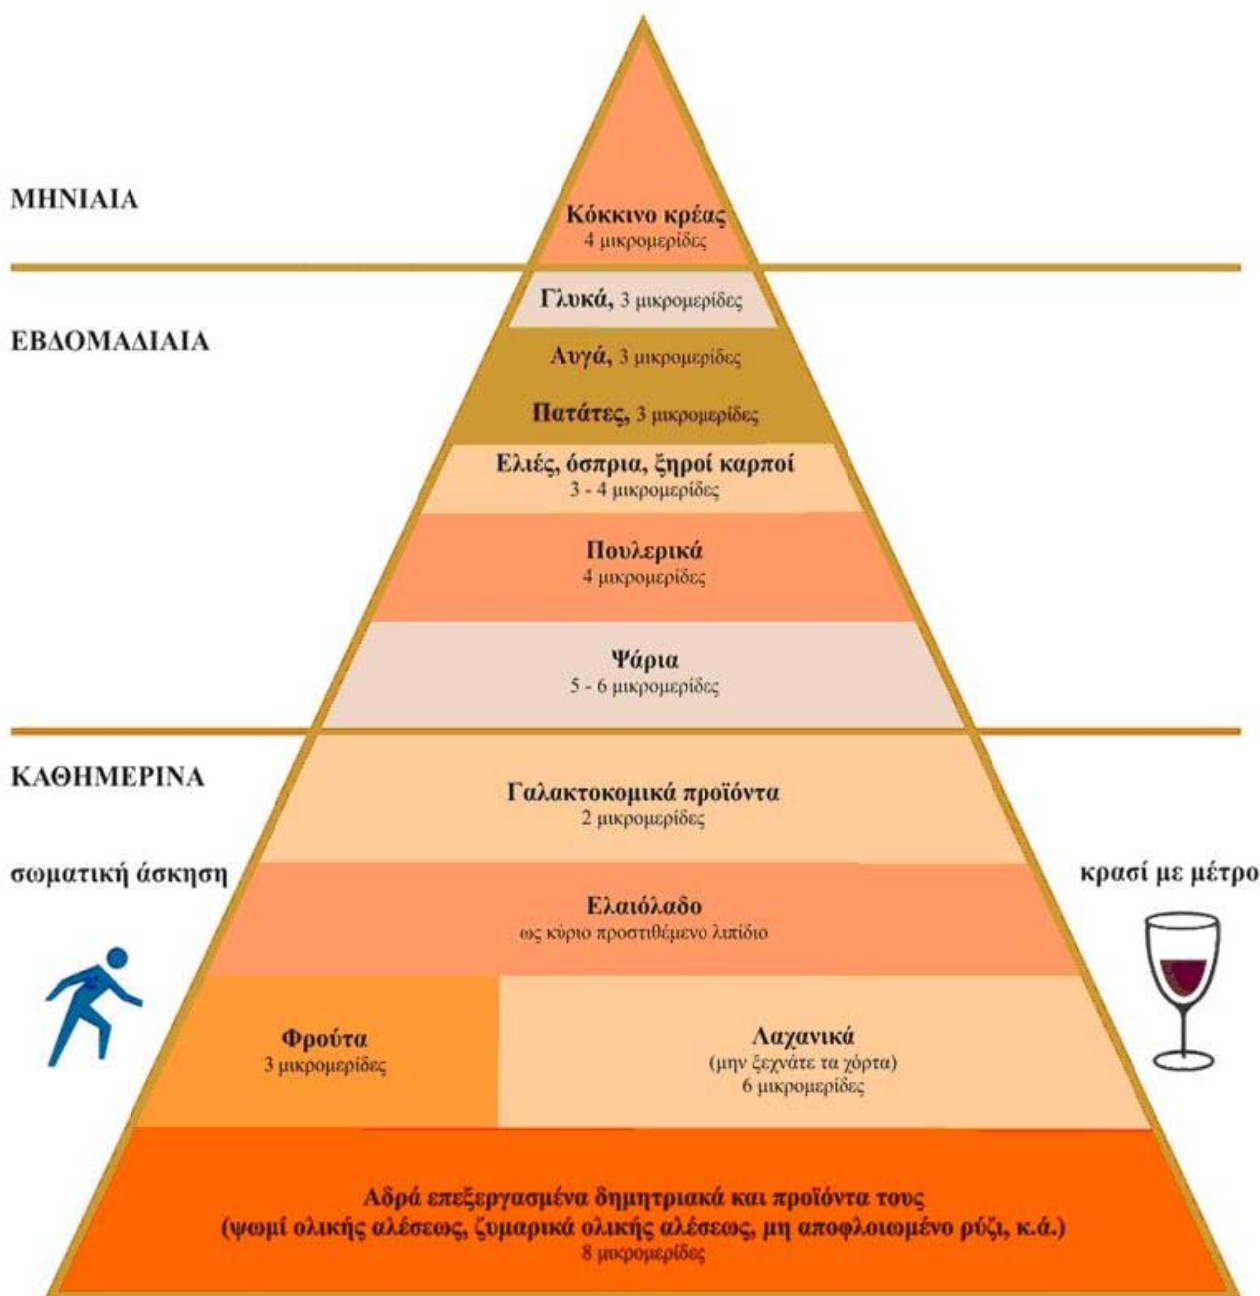 ΜΗΝΙΑΙΑ
Κόκκινο κρέας
4 μικρομερίδες
Γλυκά, 3 μικρομερίδες
ΕΒΔΟΜΑΔΙΑΙΑ
Αυγά, 3 μικρομερίδες
Πατάτες, 3 μικρομερίδες
Ελιές, όσπρια, ξηροί καρποί
3 - 4 μικρομερίδες
Πουλερικά
4 μικρομερίδες
Ψάρια
5 - 6 μικρομερίδες
ΚΑΘΗΜΕΡΙΝΑ
Γαλακτοκομικά προϊόντα
2 μικρομερίδες
σωματική άσκηση
κρασί με μέτρο
Ελαιόλαδο
ως κύριο προστιθέμενο λιπίδιο
Φρούτα
3 μικρομερίδες
Λαχανικά
(μην ξεχνάτε τα χόρτα)
6 μικρομερίδες
Αδρά επεξεργασμένα δημητριακά και προϊόντα τους
(ψωμί ολικής αλέσεως, ζυμαρικά ολικής αλέσεως, μη αποφλοιωμένο ρύζι, κ.ά.)
8 μικρομερίδες